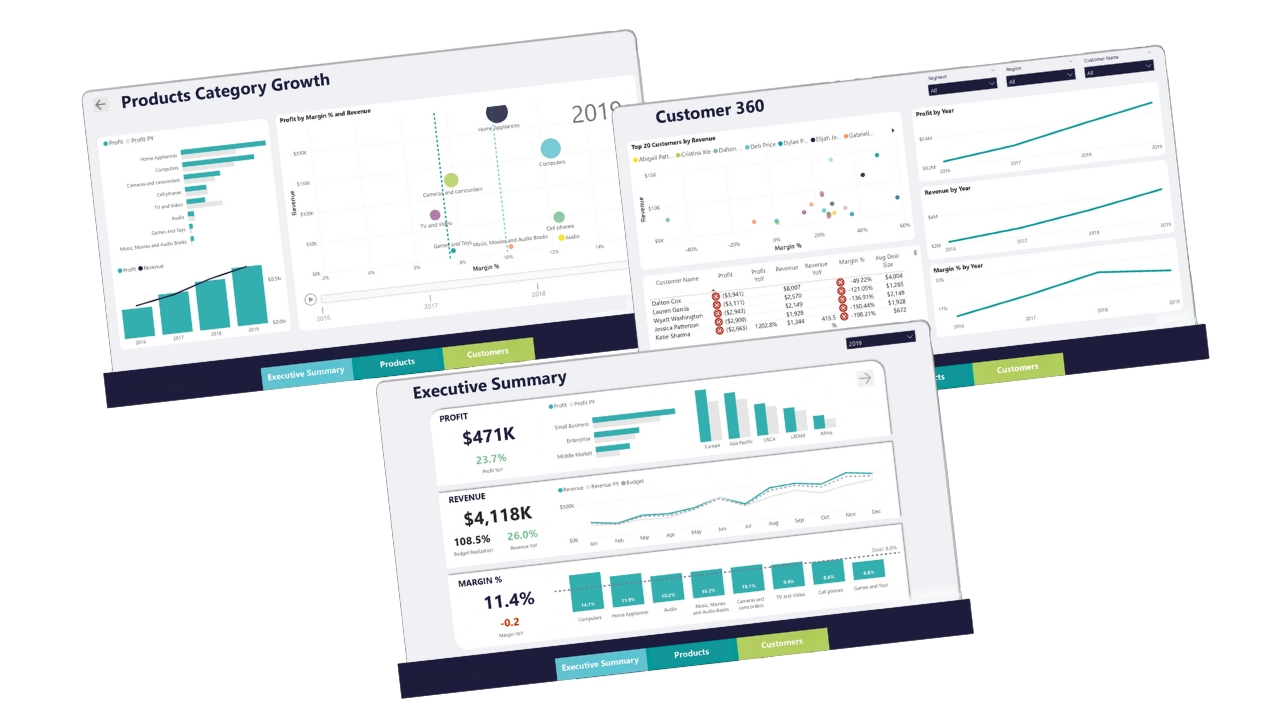 Products Category Growth
Profit Profit PY
Home Appliances
Computers
Cameras and camcorders
Cell phones
TV and Video
Audio
Games and Toys
Music, Movies and Audio Books
Profit Revenue
$0.5M
$0.0M
2016 2017 2018 2019
Profit by Margin % and Revenue
2019
Revenue
$200K
$150K
$100K
$50K
$0K
Home Appliances
Computers
Cameras and camcorders
TV and Video
Cell phones
Games and Toys
Music, Movies and Audio Books
Audio
2% 4% 6% 8% 10% 12% 14%
Margin %
2016 2017 2018
Executive Summary
Products
Customers
Customer 360
Segment
All
Region
All
Customer Name
All
Top 20 Customers by Revenue
Abigail Patt... Cristina Xie Dalton... Deb Price Dylan P... Elijah Je... Gabriell...
Revenue
$15K
$10K
$5K
-40% -20% 0% 20% 40% 60%
Margin %
Customer Name Profit Profit YoY Revenue Revenue YoY Margin % Avg Deal Size
Dalton Cox ($3,941) $8,007 -49.22% $4,004
Lauren Garcia ($3,111) $2,570 -121.05% $1,285
Wyatt Washington ($2,943) $2,149 -136.91% $2,149
Jessica Patterson ($2,900) $1,928 -150.44% $1,928
Katie Sharma ($2,665) 1202.8% $1,344 415.5 % -198.31% $672
Profit by Year
$0.4M
$0.2M
2016 2017 2018 2019
Revenue by Year
$4M
$2M
2016 2017 2018 2019
Margin % by Year
12%
11%
2016 2017 2018 2019
cts
Customers
Executive Summary
2019
PROFIT
$471K
23.7%
Profit YoY
Profit Profit PY
Small Business
Enterprise
Middle Market
Europe Asia Pacific USCA LATAM Africa
REVENUE
$4,118K
108.5%
Budget Realization
26.0%
Revenue YoY
Revenue Revenue PY Budget
$500K
$0K
Jan Feb Mar Apr May Jun Jul Aug Sep Oct Nov Dec
MARGIN %
11.4%
-0.2
Margin YoY
Goal: 8.0%
14.1% 11.9% 10.2% 10.2% 10.1% 9.4% 8.6% 6.8%
Computers
Home Appliances
Audio
Music, Movies
and Audio Books
Cameras and
camcorders
TV and Video
Cell phones
Games and Toys
Executive Summary
Products
Customers